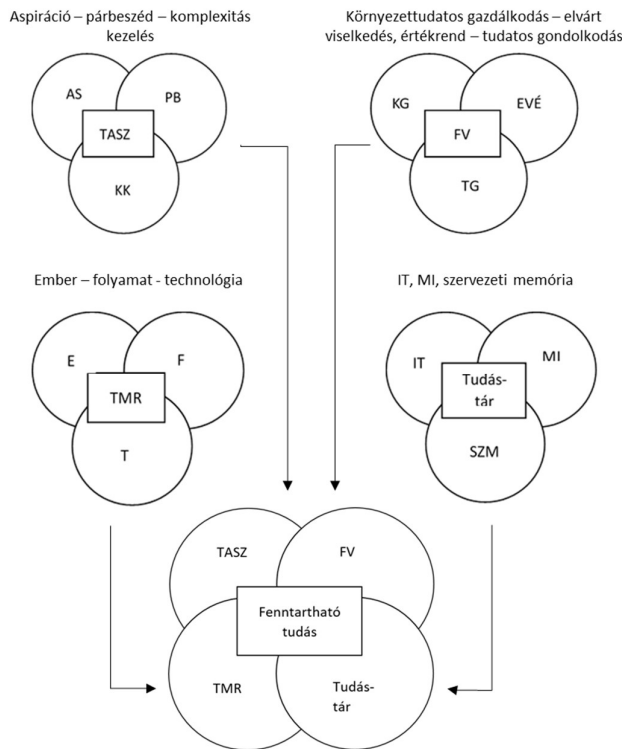 Aspiráció – párbeszéd – komplexitás
kezelés
AS
PB
TASZ
KK
Környezettudatos gazdálkodás – elvárt
viselkedés, értékrend – tudatos gondolkodás
KG
EVÉ
FV
TG
Ember – folyamat - technológia
E
F
TMR
T
IT, MI, szervezeti memória
IT
MI
Tudás-
tár
SZM
TASZ
FV
Fenntartható
tudás
TMR
Tudás-
tár